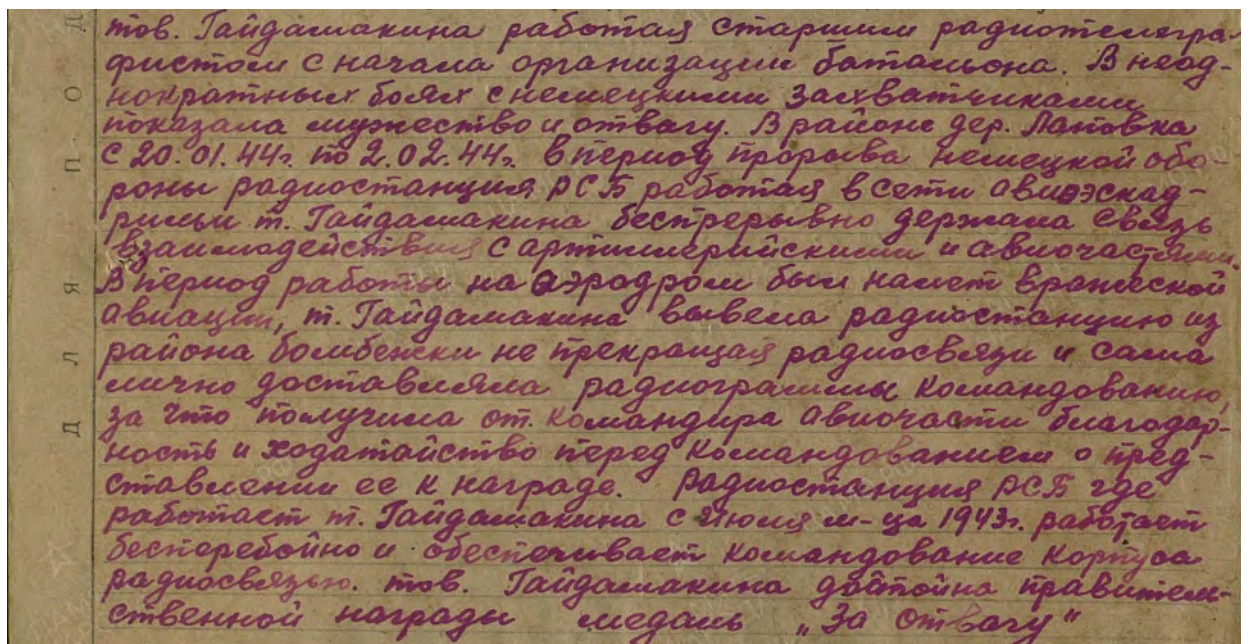 тов. Гайдамакина работая старшим радиотелегра-
фистом с начала организации батальона. В неод-
нократных боях с немецкими захватчиками
показала мужество и отвагу. В районе дер. Лаповка
с 20.01.44г. по 2.02.44г. в период прорыва немецкой обо-
роны радиостанция РСБ работая в сети авиаэскад-
рильи т. Гайдамакина беспрерывно держала связь
взаимодействия с артиллерийскими и авиочастями.
В период работы на аэродром был налет вражеской
авиации, т. Гайдамакина вывела радиостанцию из
района бомбежки не прекращая радиосвязи и сама
лично доставляла радиограммы командованию,
за что получила от командира авиочасти благодар-
ность и ходатайство перед командованием о пред-
ставлении ее к награде. Радиостанция РСБ где
работает т. Гайдамакина с июля м-ца 1943г. работает
бесперебойно и обеспечивает командование корпуса
радиосвязью. тов. Гайдамакина достойна правитель-
ственной награды медаль „За отвагу"
Д Л Я П О Д